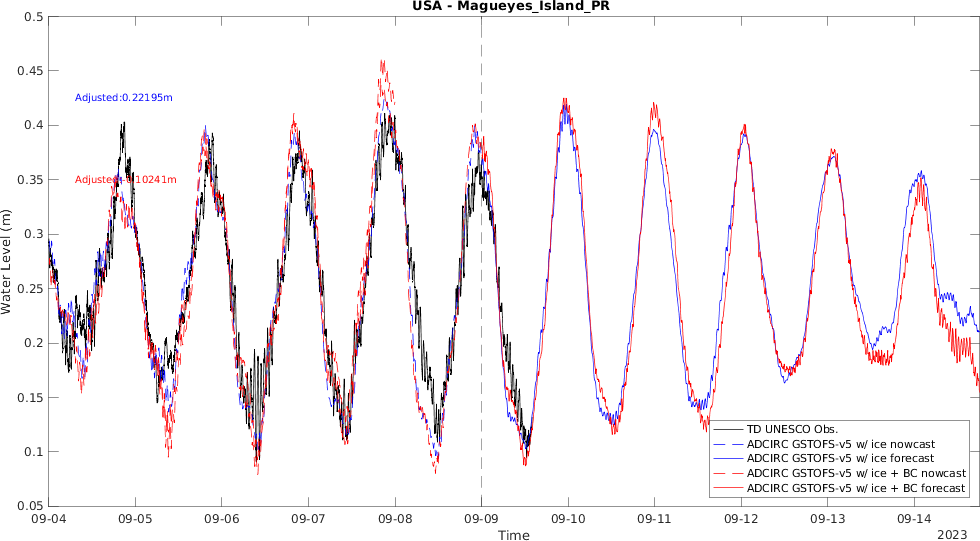 USA - Magueyes_Island_PR
0.5
0.45
0.4
0.35
0.3
0.25
0.2
0.15
0.1
0.05
Water Level (m)
Adjusted:0.22195m
TD UNESCO Obs.
ADCIRC GSTOFS-v5 w/ ice nowcast
ADCIRC GSTOFS-v5 w/ ice forecast
ADCIRC GSTOFS-v5 w/ ice + BC nowcast
ADCIRC GSTOFS-v5 w/ ice + BC forecast
09-04 09-05 09-06 09-07 09-08 09-09 09-10 09-11 09-12 09-13 09-14
Time
2023